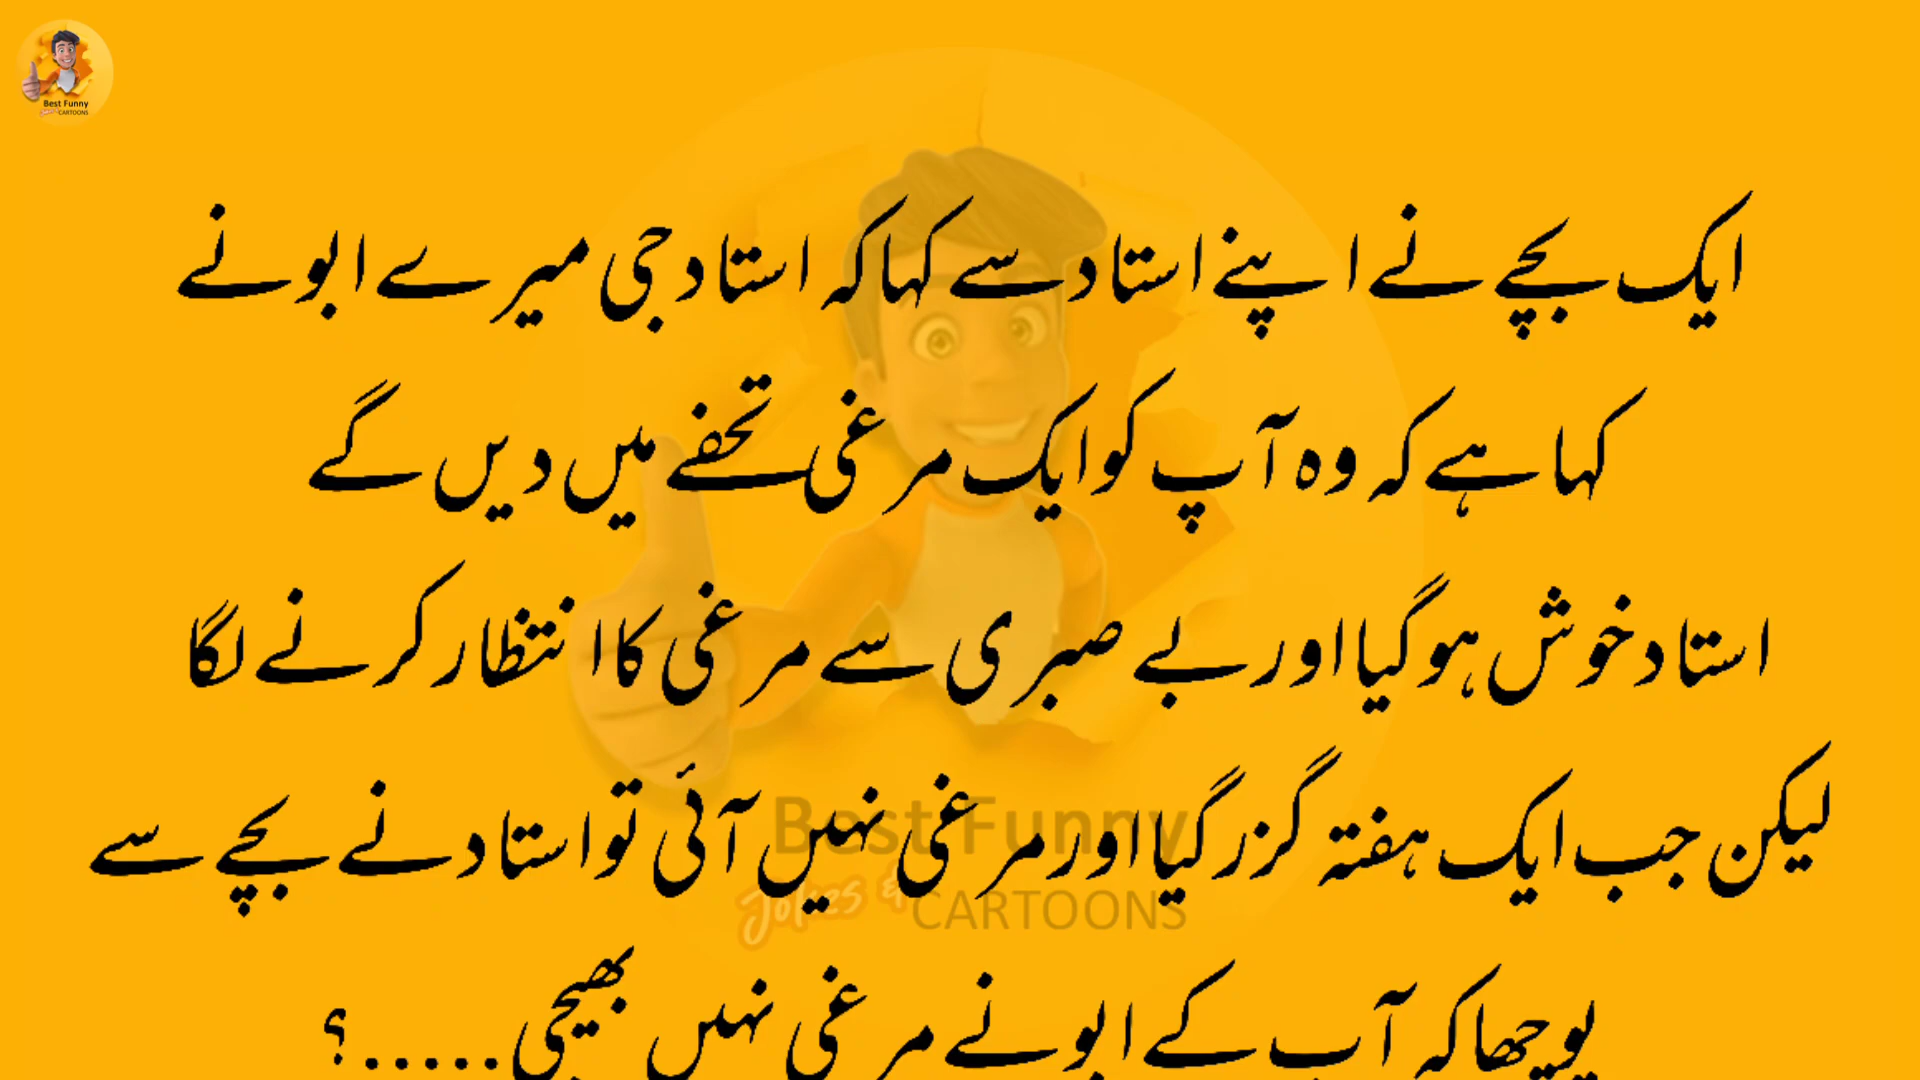 Best Funny
Jokes & CARTOONS
ایک بچے نے اپنے استاد سے کہا کہ استاد جی میرے ابو نے
کہا ہے کہ وہ آپ کو ایک مرغی تحفے میں دیں گے
استاد خوش ہو گیا اور بے صبری سے مرغی کا انتظار کرنے لگا
لیکن جب ایک ہفتہ گزر گیا اور مرغی نہیں آئی تو استاد نے بچے سے
پوچھا کہ آپ کے ابو نے مرغی نہیں بھیجی.....؟
Best Funny
Jokes & CARTOONS